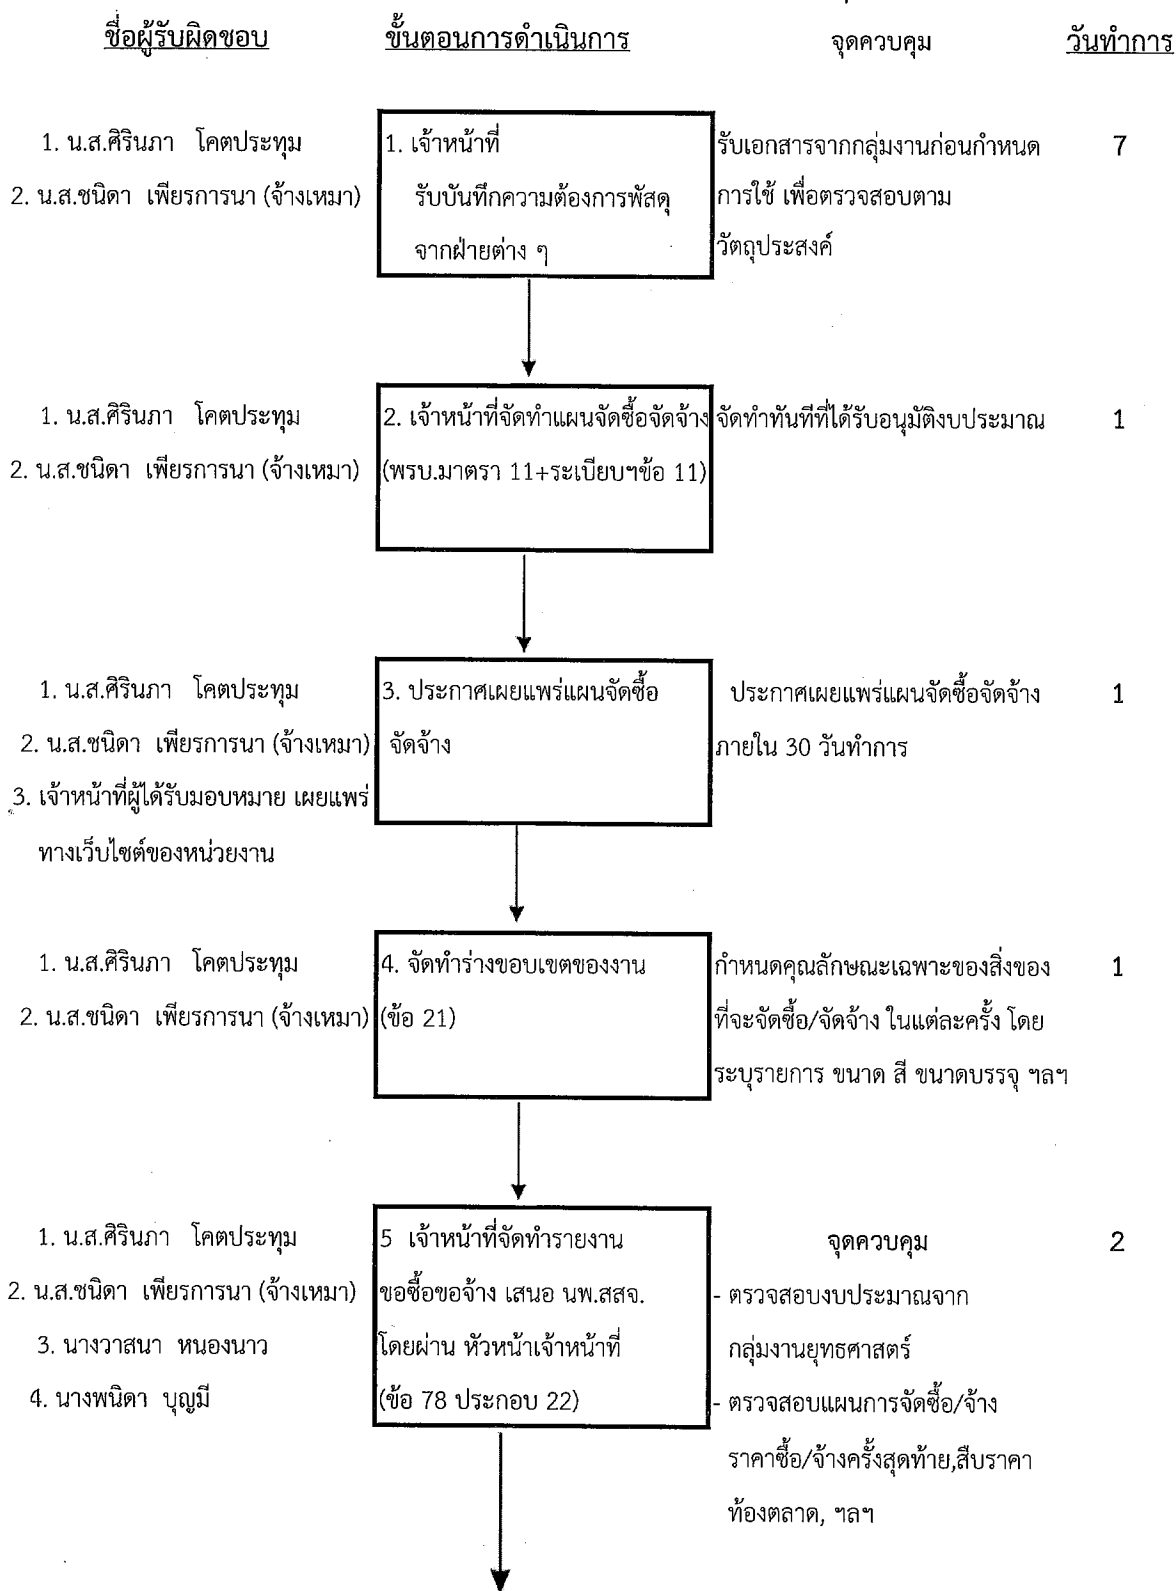 ชื่อผู้รับผิดชอบ ขั้นตอนการดำเนินการ จุดควบคุม วันทำการ
1. น.ส.ศิรินภา โคตประทุม 1. เจ้าหน้าที่ รับเอกสารจากกลุ่มงานก่อนกำหนด 7
2. น.ส.ชนิดา เพียรการนา (จ้างเหมา) รับบันทึกความต้องการพัสดุ การใช้ เพื่อตรวจสอบตาม
จากฝ่ายต่าง ๆ วัตถุประสงค์
1. น.ส.ศิรินภา โคตประทุม 2. เจ้าหน้าที่จัดทำแผนจัดซื้อจัดจ้าง จัดทำทันทีที่ได้รับอนุมัติงบประมาณ 1
2. น.ส.ชนิดา เพียรการนา (จ้างเหมา) (พรบ.มาตรา 11+ระเบียบฯข้อ 11)
1. น.ส.ศิรินภา โคตประทุม 3. ประกาศเผยแพร่แผนจัดซื้อ ประกาศเผยแพร่แผนจัดซื้อจัดจ้าง 1
2. น.ส.ชนิดา เพียรการนา (จ้างเหมา) จัดจ้าง ภายใน 30 วันทำการ
3. เจ้าหน้าที่ผู้ได้รับมอบหมาย เผยแพร่
ทางเว็บไซต์ของหน่วยงาน
1. น.ส.ศิรินภา โคตประทุม 4. จัดทำร่างขอบเขตของงาน กำหนดคุณลักษณะเฉพาะของสิ่งของ 1
2. น.ส.ชนิดา เพียรการนา (จ้างเหมา) (ข้อ 21) ที่จะจัดซื้อ/จัดจ้าง ในแต่ละครั้ง โดย
ระบุรายการ ขนาด สี ขนาดบรรจุ ฯลฯ
1. น.ส.ศิรินภา โคตประทุม 5 เจ้าหน้าที่จัดทำรายงาน จุดควบคุม 2
2. น.ส.ชนิดา เพียรการนา (จ้างเหมา) ขอซื้อขอจ้าง เสนอ นพ.สสจ. - ตรวจสอบงบประมาณจาก
3. นางวาสนา หนองนาว โดยผ่าน หัวหน้าเจ้าหน้าที่ กลุ่มงานยุทธศาสตร์
4. นางพนิดา บุญมี (ข้อ 78 ประกอบ 22) - ตรวจสอบแผนการจัดซื้อ/จ้าง
ราคาซื้อ/จ้างครั้งสุดท้าย,สืบราคา
ท้องตลาด, ฯลฯ